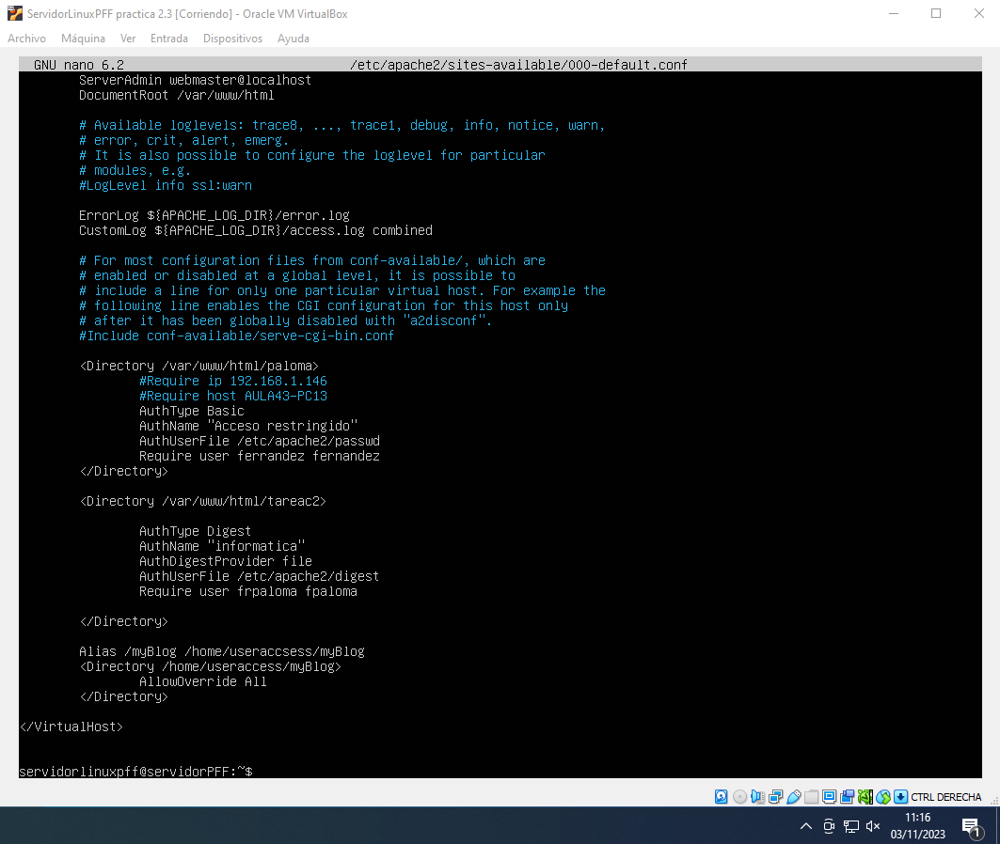 ServidorLinuxPFF practica 2.3 [Corriendo] - Oracle VM VirtualBox
Archivo Máquina Ver Entrada Dispositivos Ayuda
GNU nano 6.2 /etc/apache2/sites-available/000-default.conf
ServerAdmin webmaster@localhost
DocumentRoot /var/www/html
# Available loglevels: trace8, ..., trace1, debug, info, notice, warn,
# error, crit, alert, emerg.
# It is also possible to configure the loglevel for particular
# modules, e.g.
#LogLevel info ssl:warn
ErrorLog ${APACHE_LOG_DIR}/error.log
CustomLog ${APACHE_LOG_DIR}/access.log combined
# For most configuration files from conf-available/, which are
# enabled or disabled at a global level, it is possible to
# include a line for only one particular virtual host. For example the
# following line enables the CGI configuration for this host only
# after it has been globally disabled with "a2disconf".
#Include conf-available/serve-cgi-bin.conf
<Directory /var/www/html/paloma>
#Require ip 192.168.1.146
#Require host AULA43-PC13
AuthType Basic
AuthName "Acceso restringido"
AuthUserFile /etc/apache2/passwd
Require user ferrandez fernandez
</Directory>
<Directory /var/www/html/tareac2>
AuthType Digest
AuthName "informatica"
AuthDigestProvider file
AuthUserFile /etc/apache2/digest
Require user frpaloma fpaloma
</Directory>
Alias /myBlog /home/useraccsess/myBlog
<Directory /home/useraccess/myBlog>
AllowOverride All
</Directory>
</VirtualHost>
servidorlinuxpff@servidorPFF:~$
CTRL DERECHA
11:16
03/11/2023
1